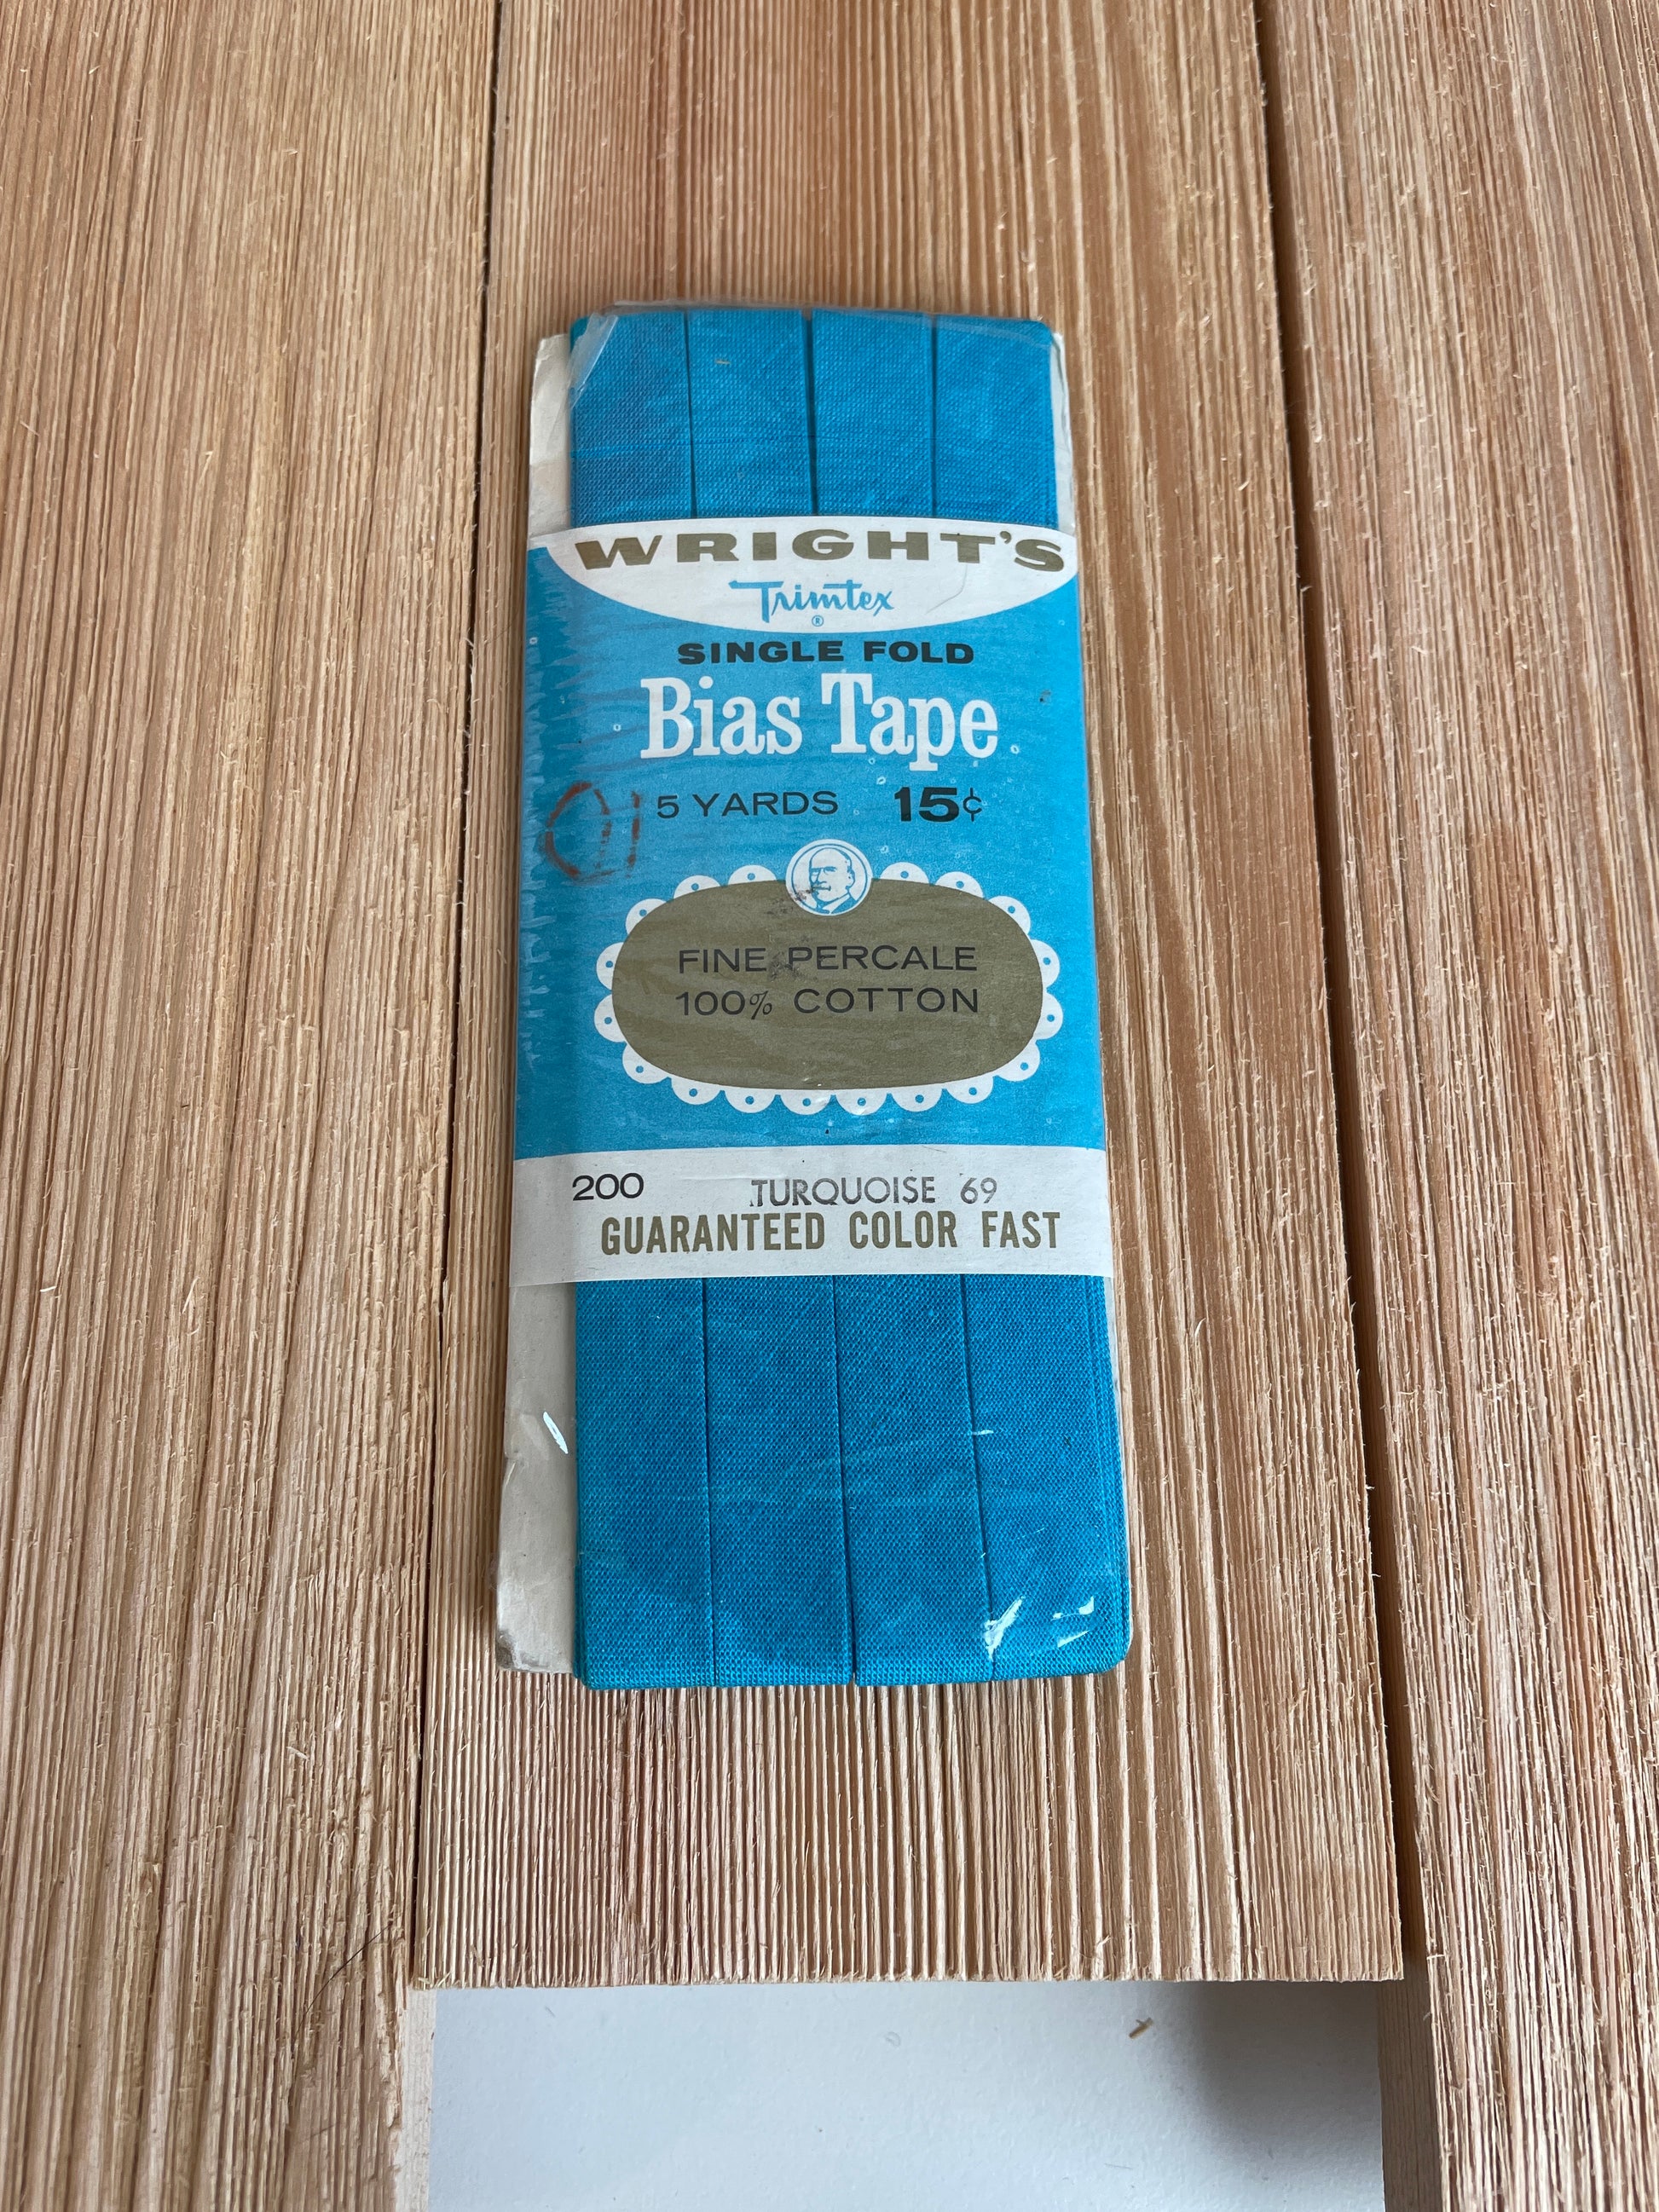 WRIGHT'S
Trimtex
®
SINGLE FOLD
Bias Tape
5 YARDS 15¢
FINE PERCALE
100% COTTON
200 TURQUOISE 69
GUARANTEED COLOR FAST